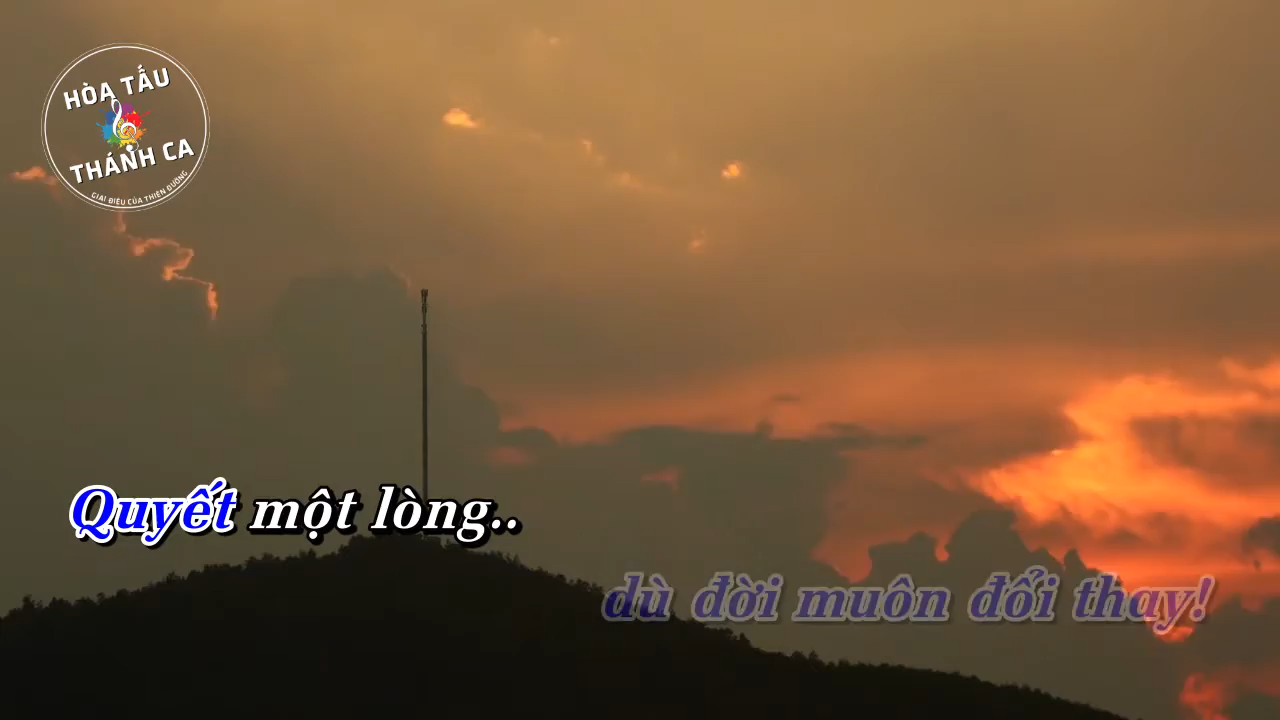 HÒA TẤU
THÁNH CA
GIAI ĐIỆU CỦA THIÊN ĐƯỜNG
Quyết một lòng..
dù đời muôn đổi thay!